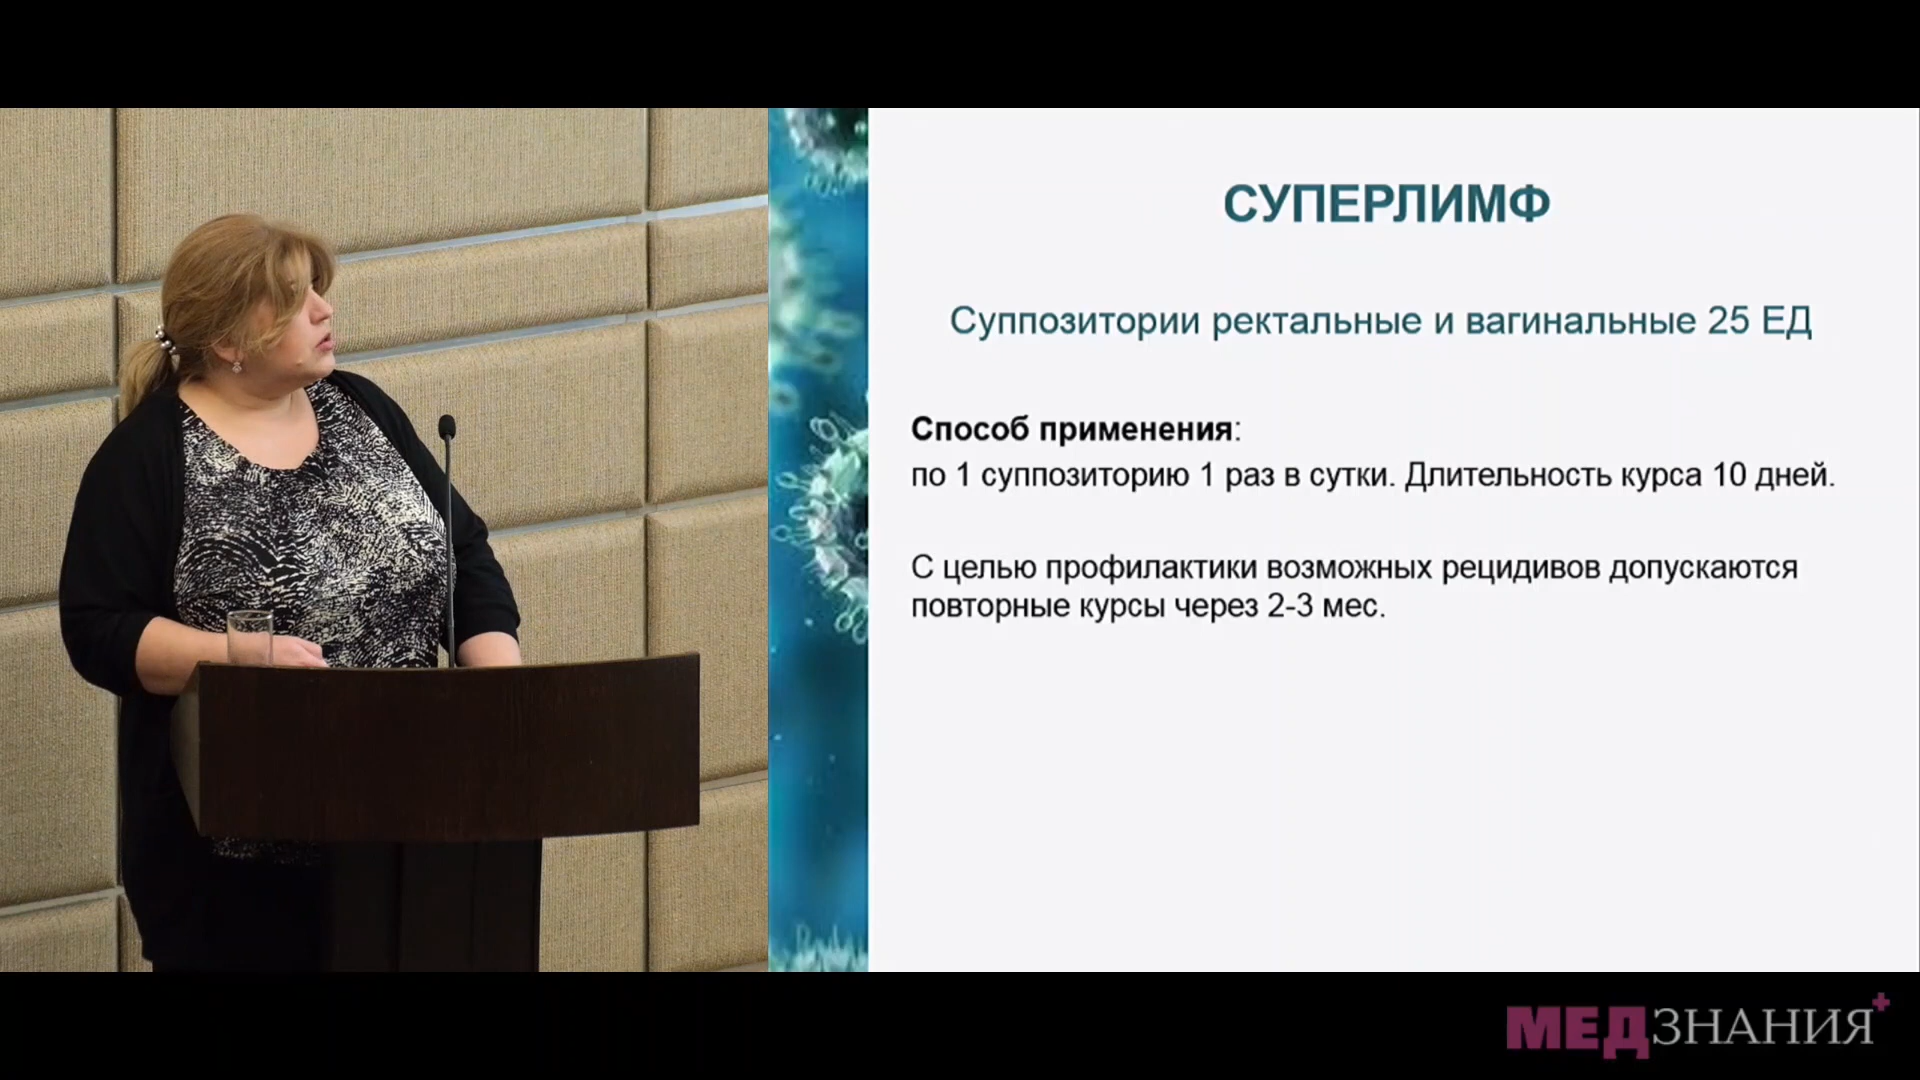 СУПЕРЛИМФ
Суппозитории ректальные и вагинальные 25 ЕД
Способ применения:
по 1 суппозиторию 1 раз в сутки. Длительность курса 10 дней.
С целью профилактики возможных рецидивов допускаются
повторные курсы через 2-3 мес.
МЕДЗНАНИЯ+